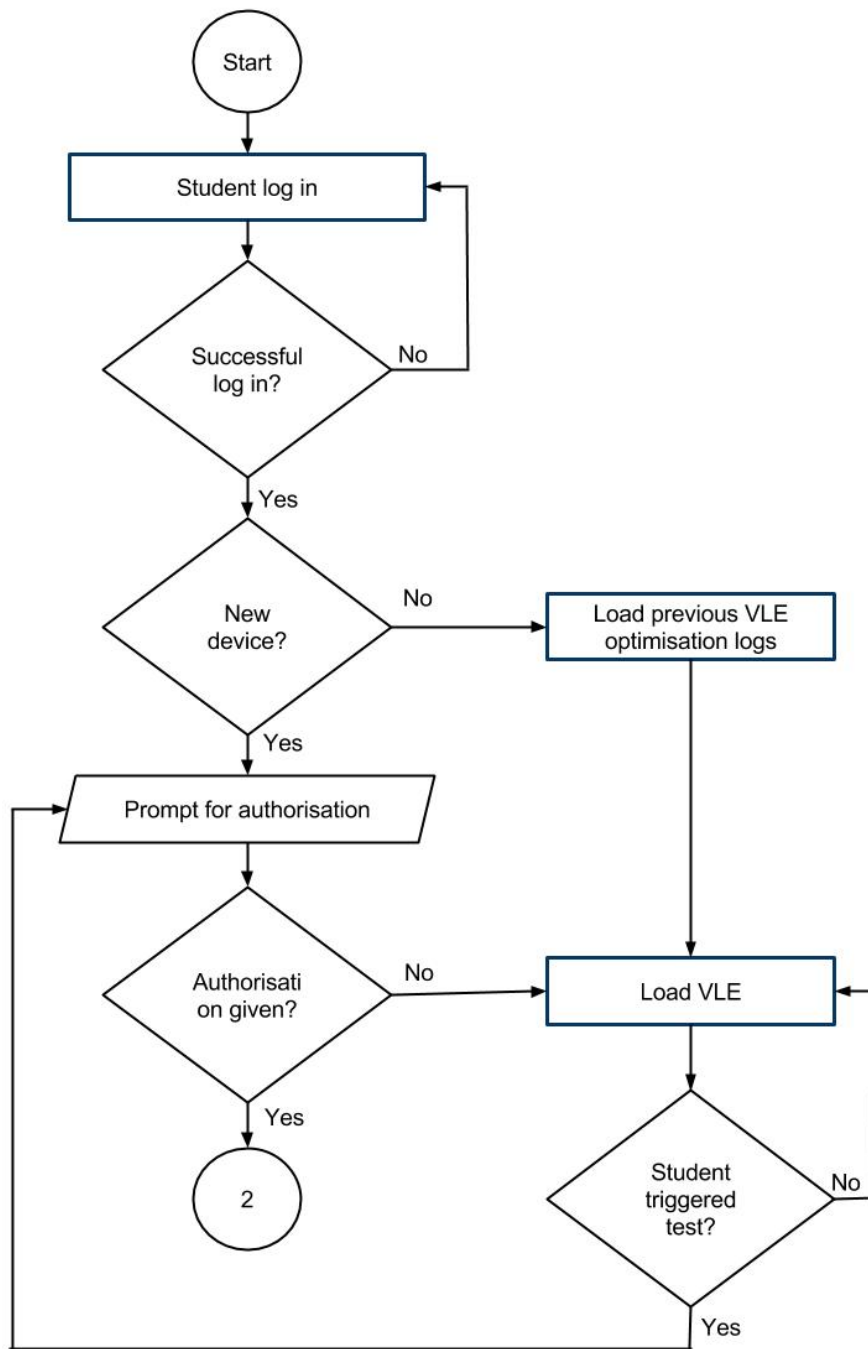 Start
Student log in
Successful
log in?
No
Yes
New
device?
No
Load previous VLE
optimisation logs
Yes
Prompt for authorisation
Authorisati
on given?
No
Load VLE
Yes
2
Student
triggered
test?
No
Yes